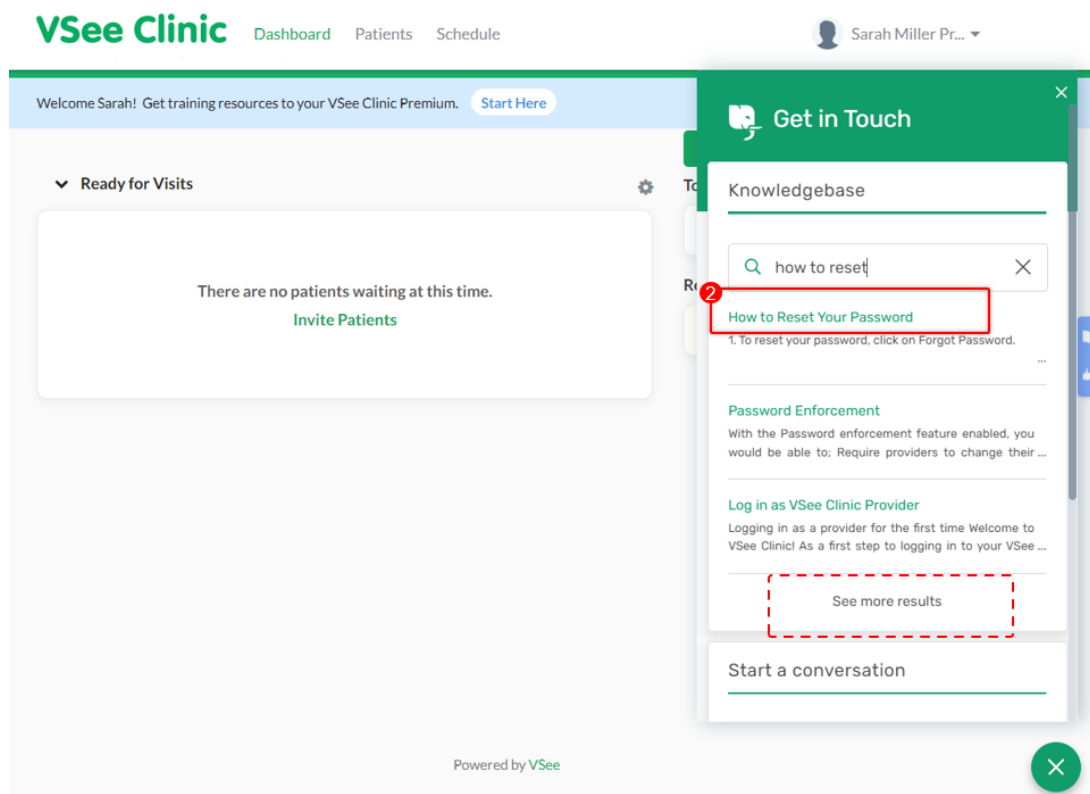 VSee Clinic Dashboard Patients Schedule Sarah Miller Pr...
Welcome Sarah! Get training resources to your VSee Clinic Premium. Start Here
Ready for Visits
There are no patients waiting at this time.
Invite Patients
Get in Touch
Knowledgebase
how to reset
2
How to Reset Your Password
1. To reset your password, click on Forgot Password.
...
Password Enforcement
With the Password enforcement feature enabled, you
would be able to; Require providers to change their ...
Log in as VSee Clinic Provider
Logging in as a provider for the first time Welcome to
VSee Clinic! As a first step to logging in to your VSee ...
See more results
Start a conversation
Powered by VSee